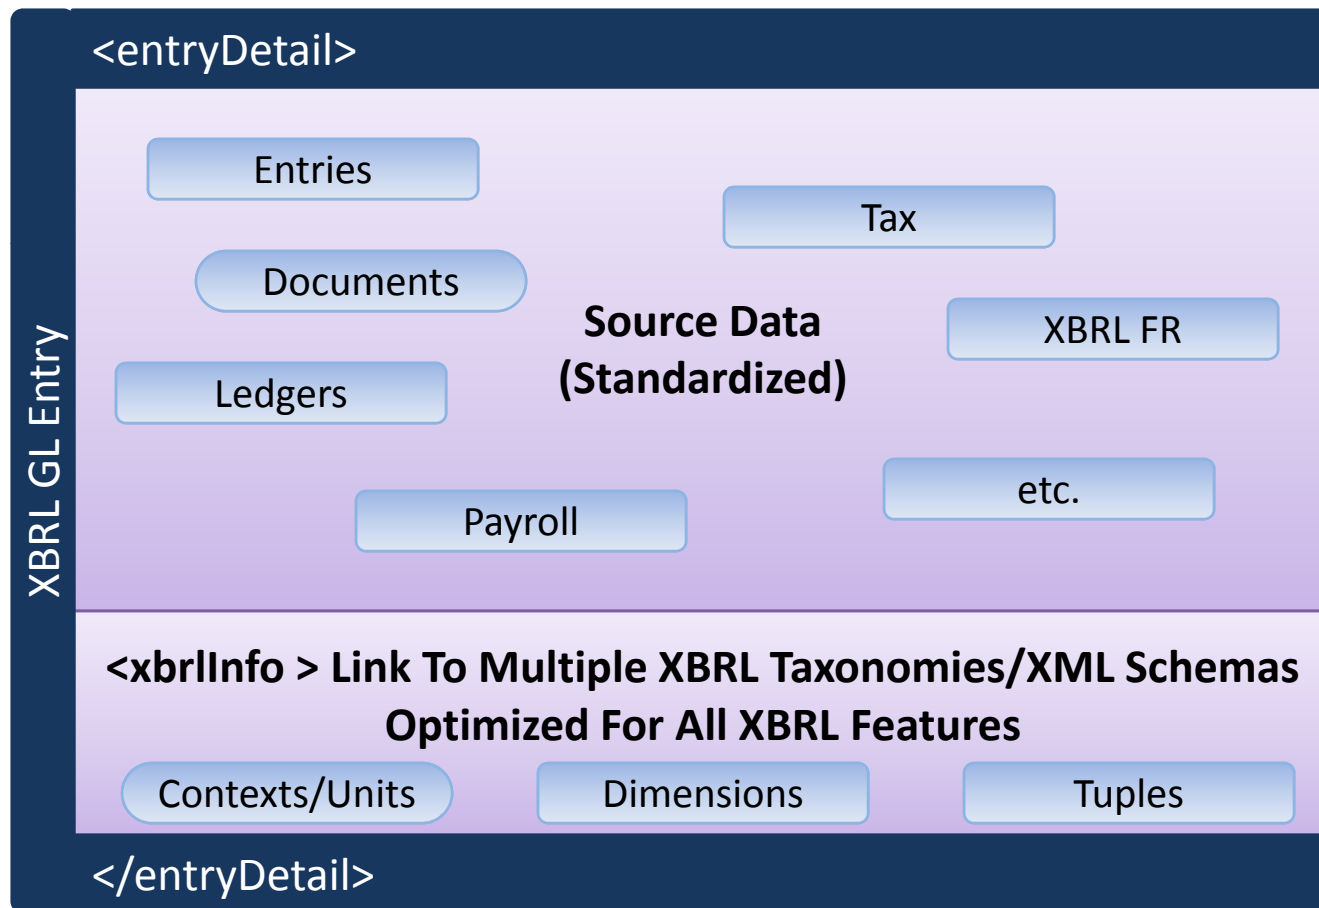 <entryDetail>
XBRL GL Entry
Entries
Tax
Documents
Source Data
(Standardized)
XBRL FR
Ledgers
etc.
Payroll
<xbrlInfo > Link To Multiple XBRL Taxonomies/XML Schemas
Optimized For All XBRL Features
Contexts/Units
Dimensions
Tuples
</entryDetail>